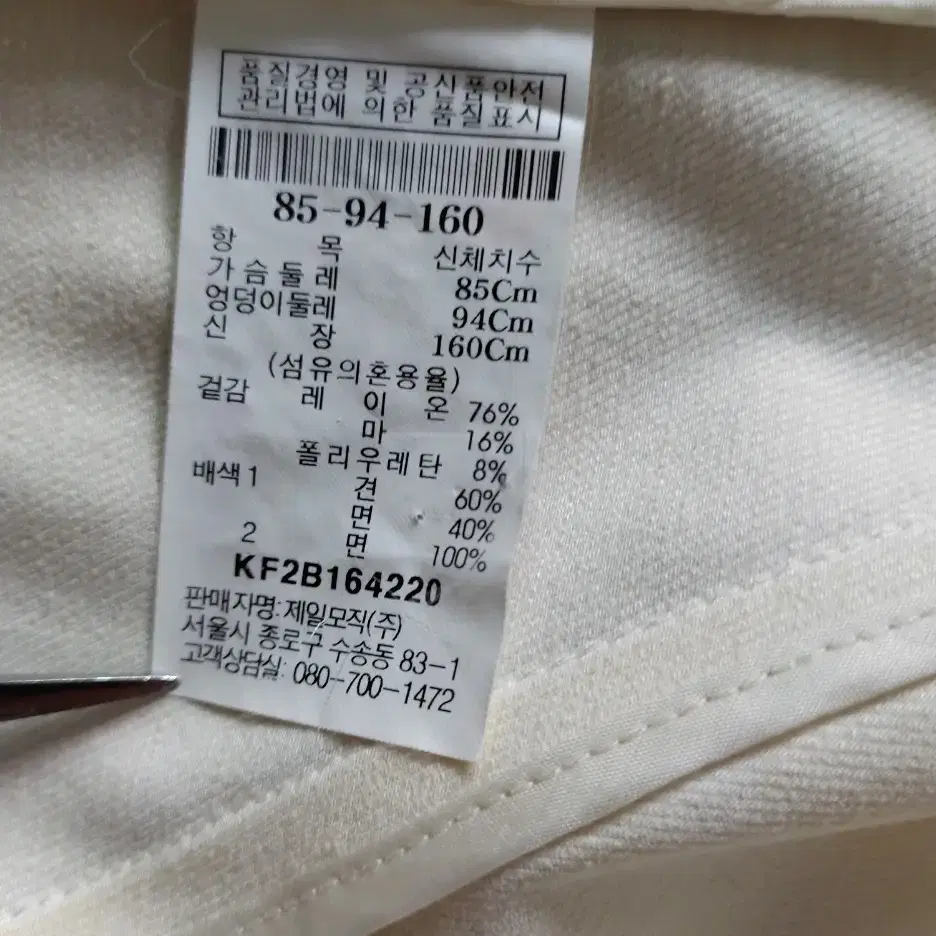 품질경영 및 공산품안전
관리법에 의한 품질표시
85-94-160
항 목 신체치수
가슴둘레 85Cm
엉덩이둘레 94Cm
신 장 160Cm
(섬유의혼용율)
겉감 레 이 온 76%
마 16%
폴리우레탄 8%
배색1 견 60%
면 40%
2 면 100%
KF2B164220
판매자명: 제일모직(주)
서울시 종로구 수송동 83-1
고객상담실: 080-700-1472